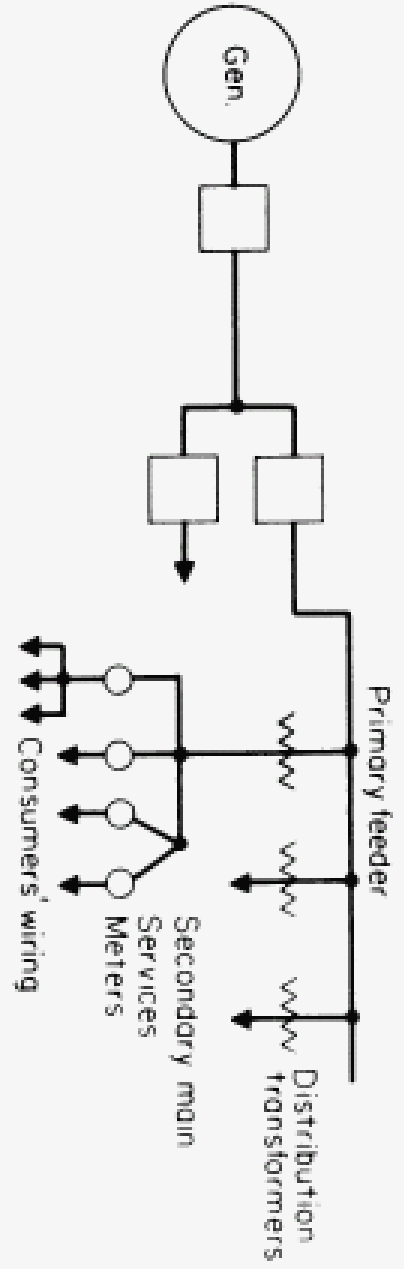 Gen.
Primary feeder
Distribution
transformers
Secondary main
Services
Meters
Consumers' wiring